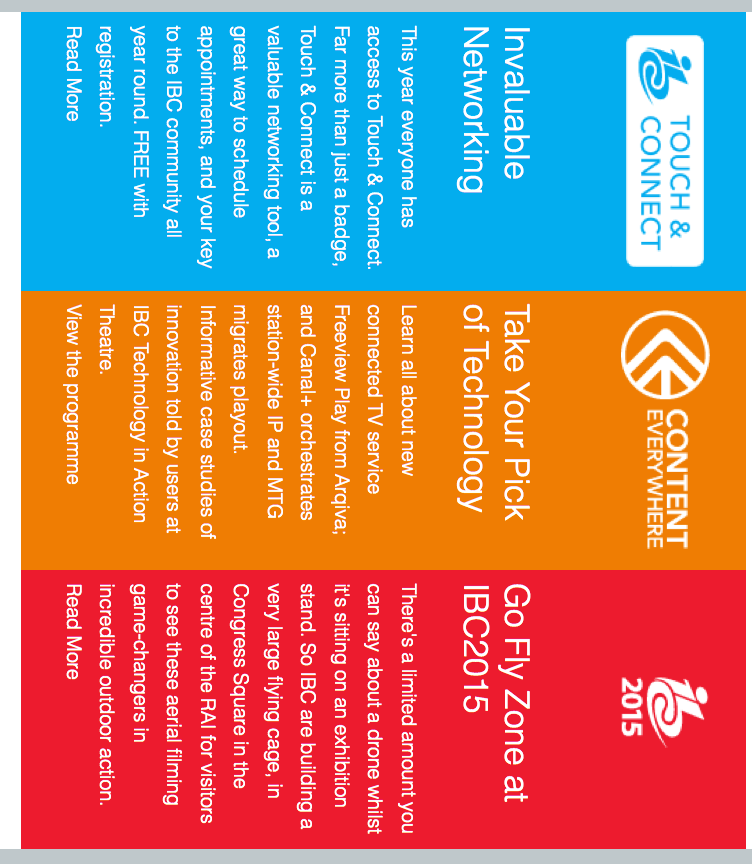 TOUCH &
CONNECT
Invaluable
Networking
This year everyone has
access to Touch & Connect.
Far more than just a badge,
Touch & Connect is a
valuable networking tool, a
great way to schedule
appointments, and your key
to the IBC community all
year round. FREE with
registration.
Read More
CONTENT
EVERYWHERE
Take Your Pick
of Technology
Learn all about new
connected TV service
Freeview Play from Arqiva;
and Canal+ orchestrates
station-wide IP and MTG
migrates playout.
Informative case studies of
innovation told by users at
IBC Technology in Action
Theatre.
View the programme
2015
Go Fly Zone at
IBC2015
There's a limited amount you
can say about a drone whilst
it's sitting on an exhibition
stand. So IBC are building a
very large flying cage, in
Congress Square in the
centre of the RAI for visitors
to see these aerial filming
game-changers in
incredible outdoor action.
Read More